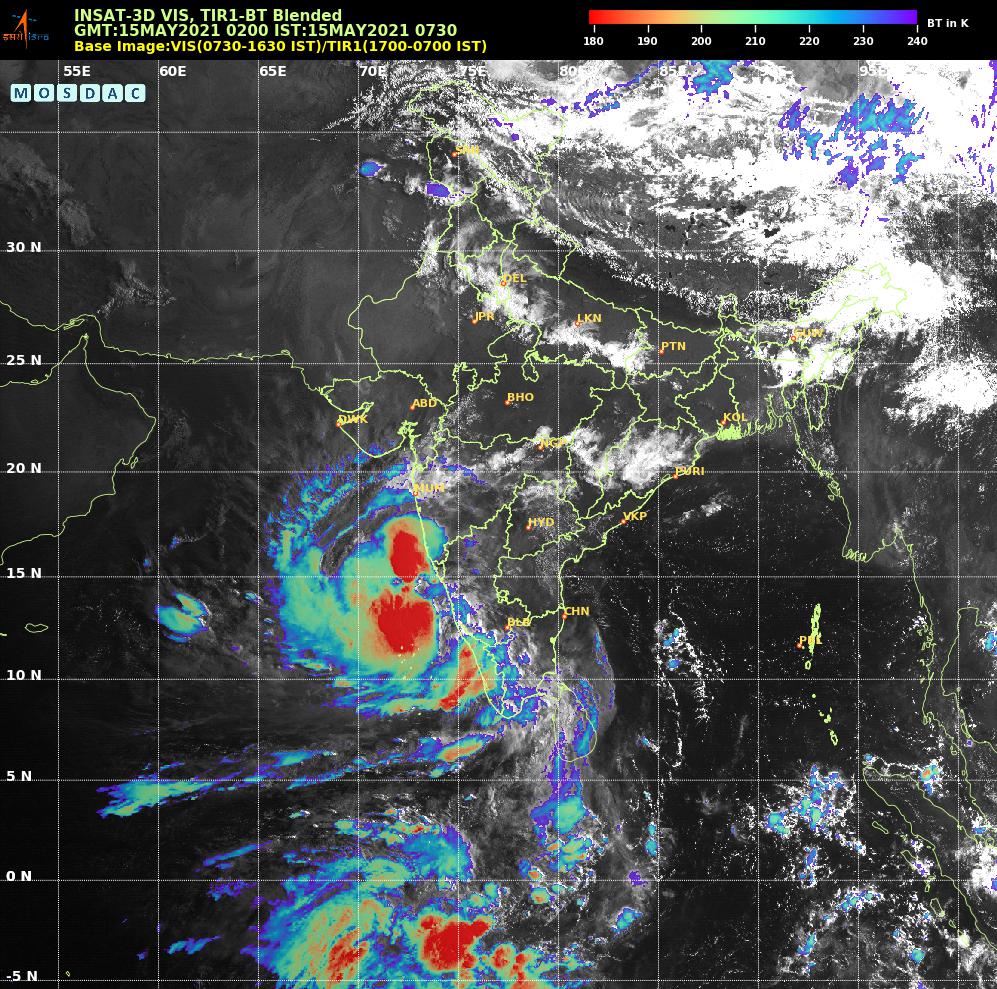 INSAT-3D VIS, TIR1-BT Blended
GMT:15MAY2021 0200 IST:15MAY2021 0730
Base Image:VIS(0730-1630 IST)/TIR1(1700-0700 IST)
BT in K
180 190 200 210 220 230 240
55E 60E 65E 70E 75E 80E 85E 95E
MOSDAC
SRN
30 N
DEL
JPR LKN
GUW
PTN
25 N
BHO
ABD
DWK KOL
NGP
20 N
PURI
MUM
VKP
HYD
15 N
CHN
BLR
PBL
10 N
5 N
0 N
-5 N